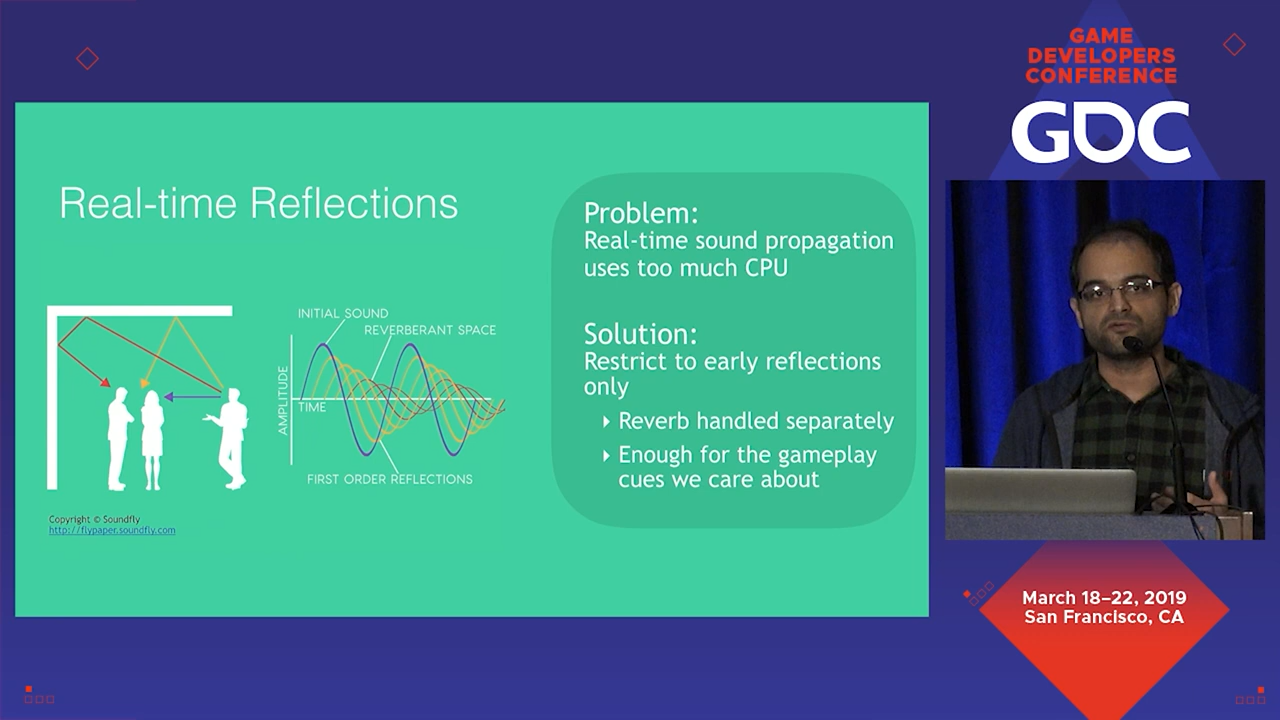 GAME
DEVELOPERS
CONFERENCE
GDC
Real-time Reflections
INITIAL SOUND
REVERBERANT SPACE
AMPLITUDE
TIME
FIRST ORDER REFLECTIONS
Copyright © Soundfly
http://flypaper.soundfly.com
Problem:
Real-time sound propagation
uses too much CPU
Solution:
Restrict to early reflections
only
Reverb handled separately
Enough for the gameplay
cues we care about
March 18–22, 2019
San Francisco, CA